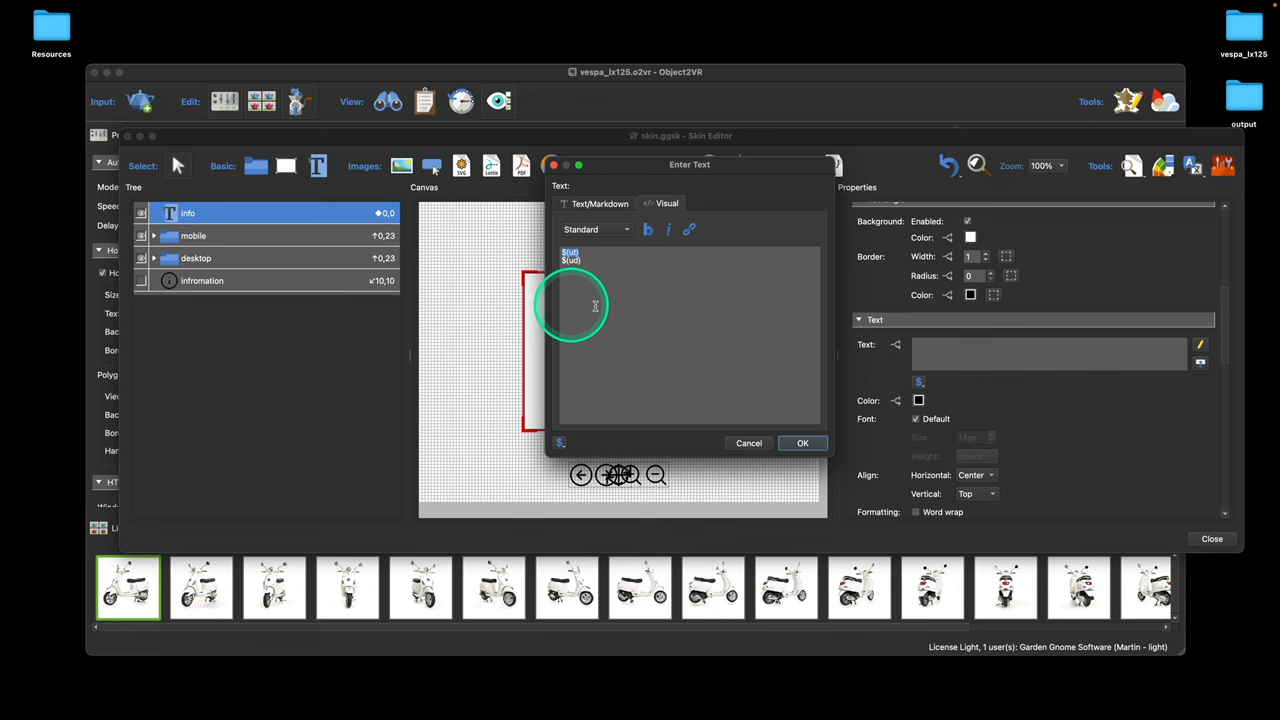 Resources
vespa_lx125
output
vespa_lx125.o2vr - Object2VR
Input:
Edit:
View:
Tools:
skin.ggsk - Skin Editor
Select:
Basic:
Images:
Zoom: 100%
Tools:
Tree
Canvas
Properties
info
0,0
mobile
↑0,23
desktop
↑0,23
infromation
↙10,10
Enter Text
Text:
Text/Markdown
Visual
Standard
b
i
$(ut)
$(ud)
Cancel
OK
Background:
Enabled:
Color:
Border:
Width:
1
Radius:
0
Color:
Text
Text:
Color:
Font:
Default
Size:
14px
Weight:
Inherit
Align:
Horizontal:
Center
Vertical:
Top
Formatting:
Word wrap
Close
License Light, 1 user(s): Garden Gnome Software (Martin - light)